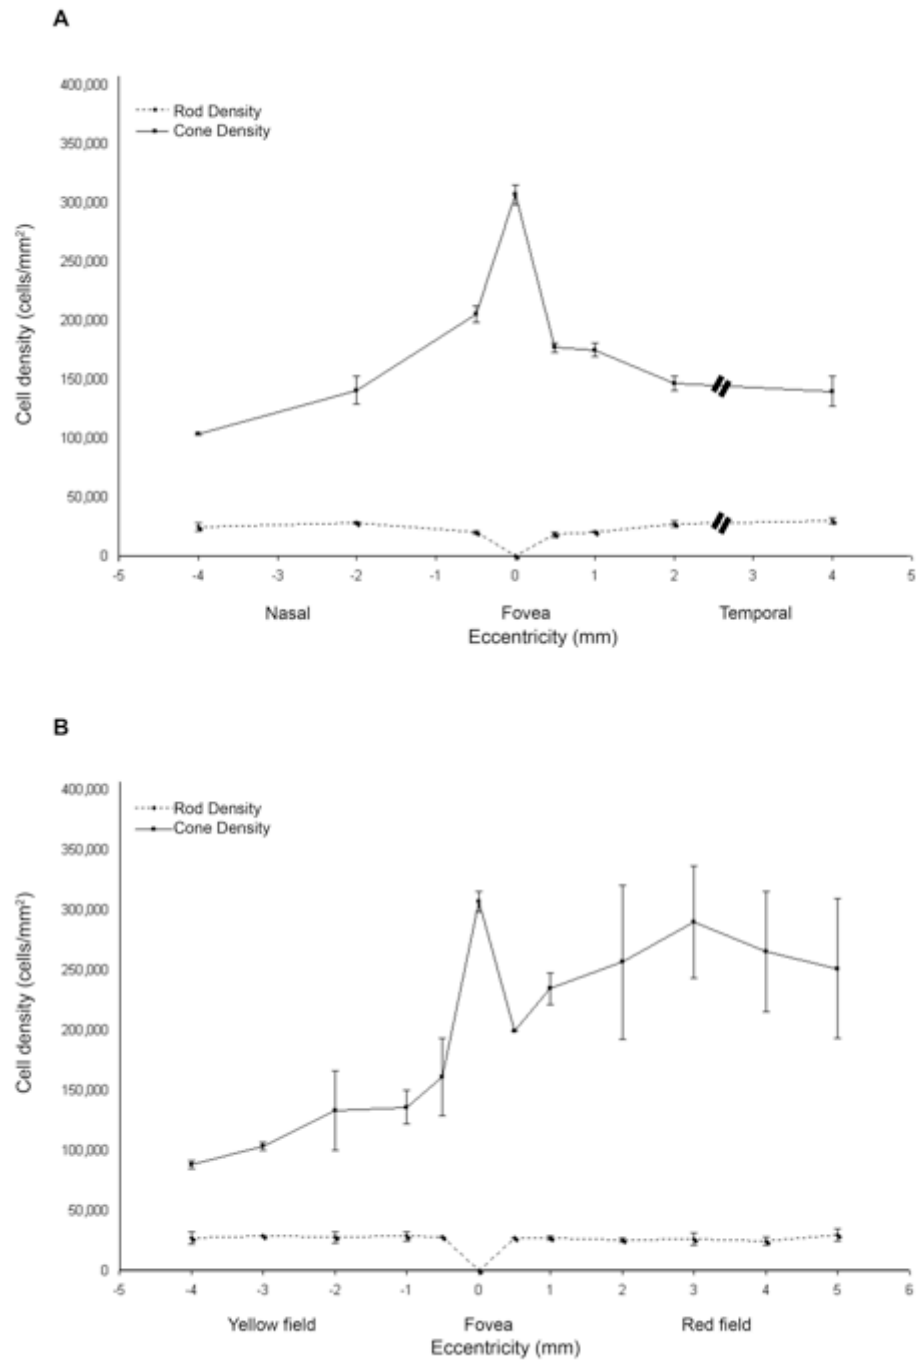 A
400,000
350,000
300,000
250,000
200,000
150,000
100,000
50,000
0
Rod Density
Cone Density
Cell density (cells/mm²)
-5 -4 -3 -2 -1 0 1 2 3 4 5
Nasal Fovea Temporal
Eccentricity (mm)
B
400,000
350,000
300,000
250,000
200,000
150,000
100,000
50,000
0
Rod Density
Cone Density
Cell density (cells/mm²)
-5 -4 -3 -2 -1 0 1 2 3 4 5 6
Yellow field Fovea Red field
Eccentricity (mm)